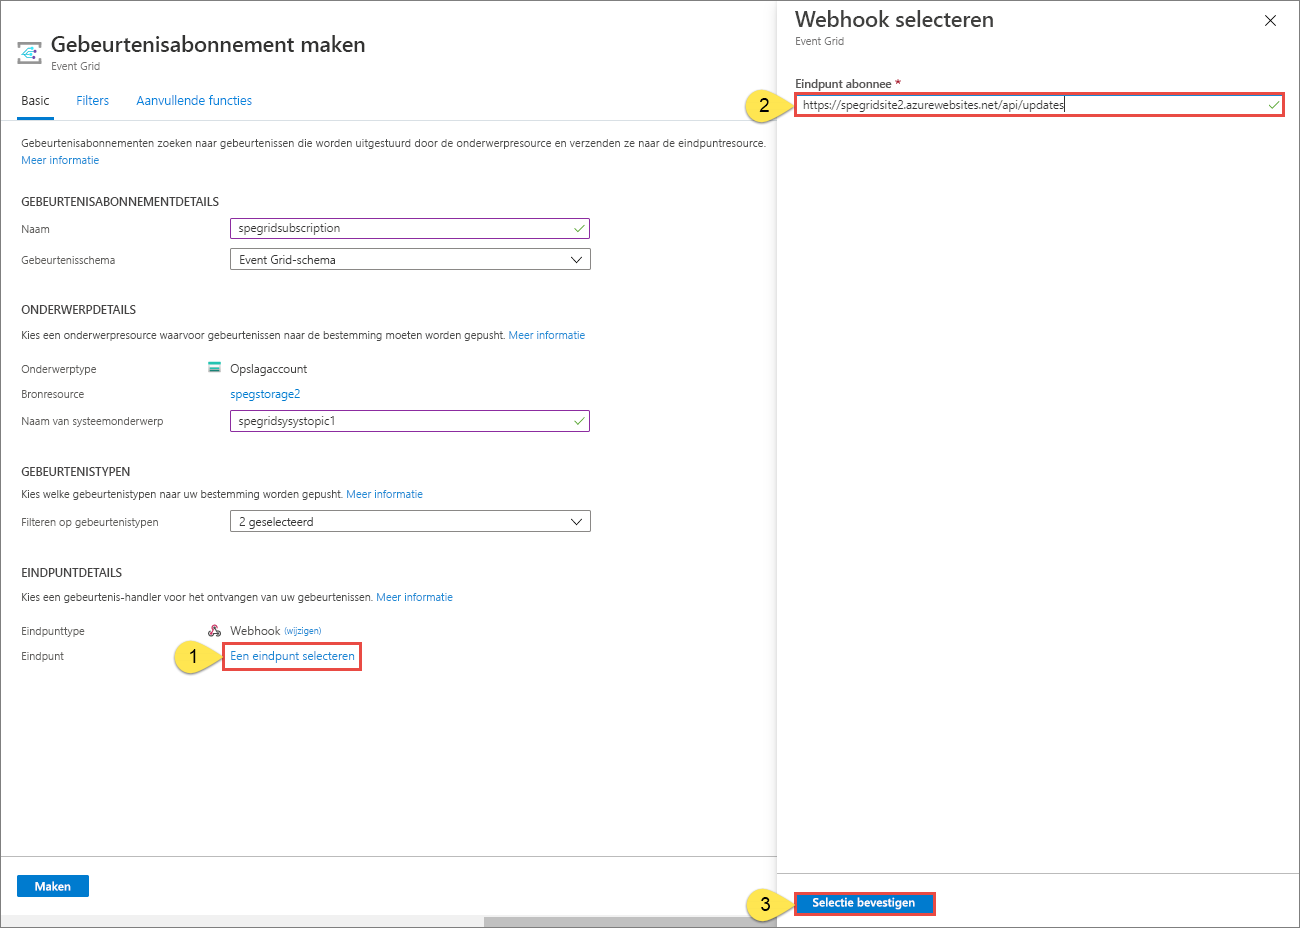 Gebeurtenisabonnement maken
Event Grid
Basic Filters Aanvullende functies
Gebeurtenisabonnementen zoeken naar gebeurtenissen die worden uitgestuurd door de onderwerpresource en verzenden ze naar de eindpuntresource.
Meer informatie
GEBEURTENISABONNEMENTDETAILS
Naam spegridsubscription
Gebeurtenisschema Event Grid-schema
ONDERWERPDETAILS
Kies een onderwerpresource waarvoor gebeurtenissen naar de bestemming moeten worden gepusht. Meer informatie
Onderwerptype Opslagaccount
Bronresource spegstorage2
Naam van systeemonderwerp spegridsysystopic1
GEBEURTENISTYPEN
Kies welke gebeurtenistypen naar uw bestemming worden gepusht. Meer informatie
Filteren op gebeurtenistypen 2 geselecteerd
EINDPUNTDETAILS
Kies een gebeurtenis-handler voor het ontvangen van uw gebeurtenissen. Meer informatie
Eindpunttype Webhook (wijzigen)
Eindpunt 1 Een eindpunt selecteren
Maken
Webhook selecteren
Event Grid
Eindpunt abonnee *
2 https://spegridsite2.azurewebsites.net/api/updates
3 Selectie bevestigen